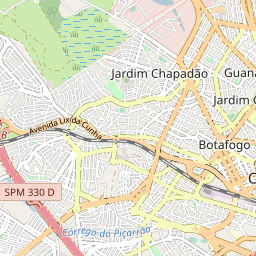 Jardim Chapadão
Guana
Jardim
Avenida Lix da Cunha
Botafogo
SPM 330 D
Córrego do Piçarrão